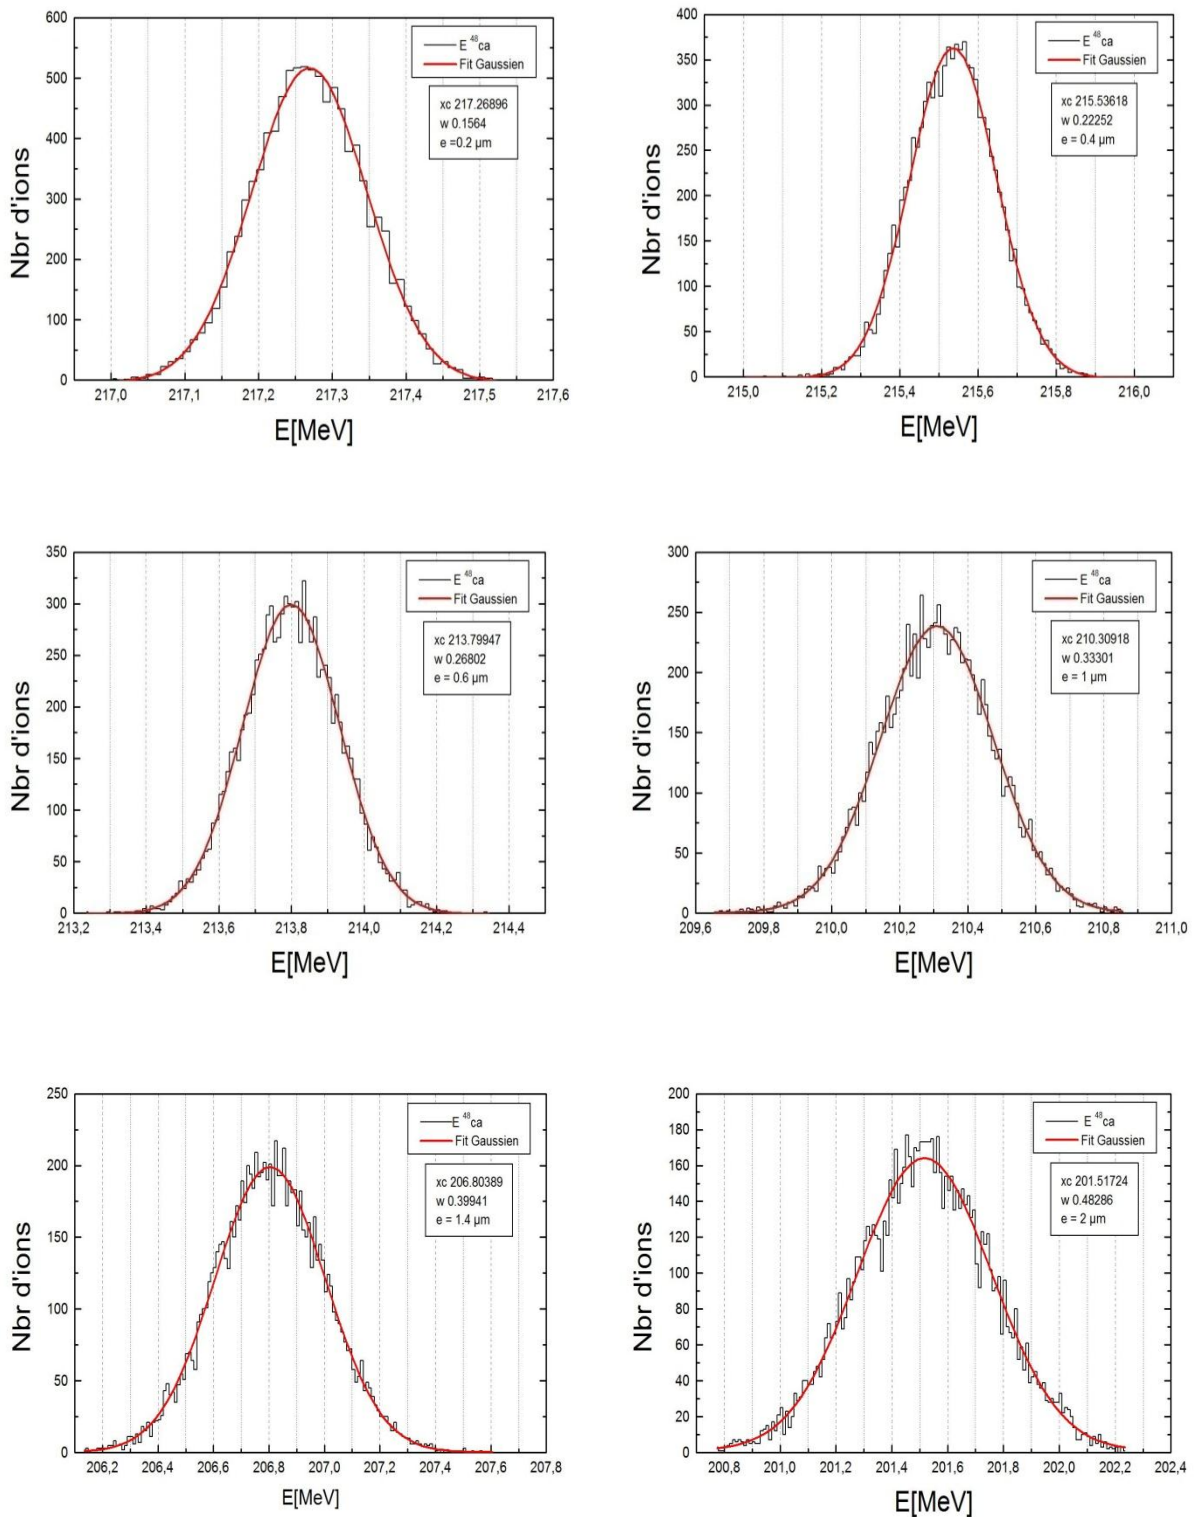 600
500
400
300
200
100
0
Nbr d'ions
E 48ca
Fit Gaussien
xc 217.26896
w 0.1564
e =0.2 µm
217,0 217,1 217,2 217,3 217,4 217,5 217,6
E[MeV]
400
350
300
250
200
150
100
50
0
Nbr d'ions
E 48ca
Fit Gaussien
xc 215.53618
w 0.22252
e = 0.4 µm
215,0 215,2 215,4 215,6 215,8 216,0
E[MeV]
350
300
250
200
150
100
50
0
Nbr d'ions
E 48ca
Fit Gaussien
xc 213.79947
w 0.26802
e = 0.6 µm
213,2 213,4 213,6 213,8 214,0 214,2 214,4
E[MeV]
300
250
200
150
100
50
0
Nbr d'ions
E 48ca
Fit Gaussien
xc 210.30918
w 0.33301
e = 1 µm
209,6 209,8 210,0 210,2 210,4 210,6 210,8 211,0
E[MeV]
250
200
150
100
50
0
Nbr d'ions
E 48ca
Fit Gaussien
xc 206.80389
w 0.39941
e = 1.4 µm
206,2 206,4 206,6 206,8 207,0 207,2 207,4 207,6 207,8
E[MeV]
200
180
160
140
120
100
80
60
40
20
0
Nbr d'ions
E 48ca
Fit Gaussien
xc 201.51724
w 0.48286
e = 2 µm
200,8 201,0 201,2 201,4 201,6 201,8 202,0 202,2 202,4
E[MeV]